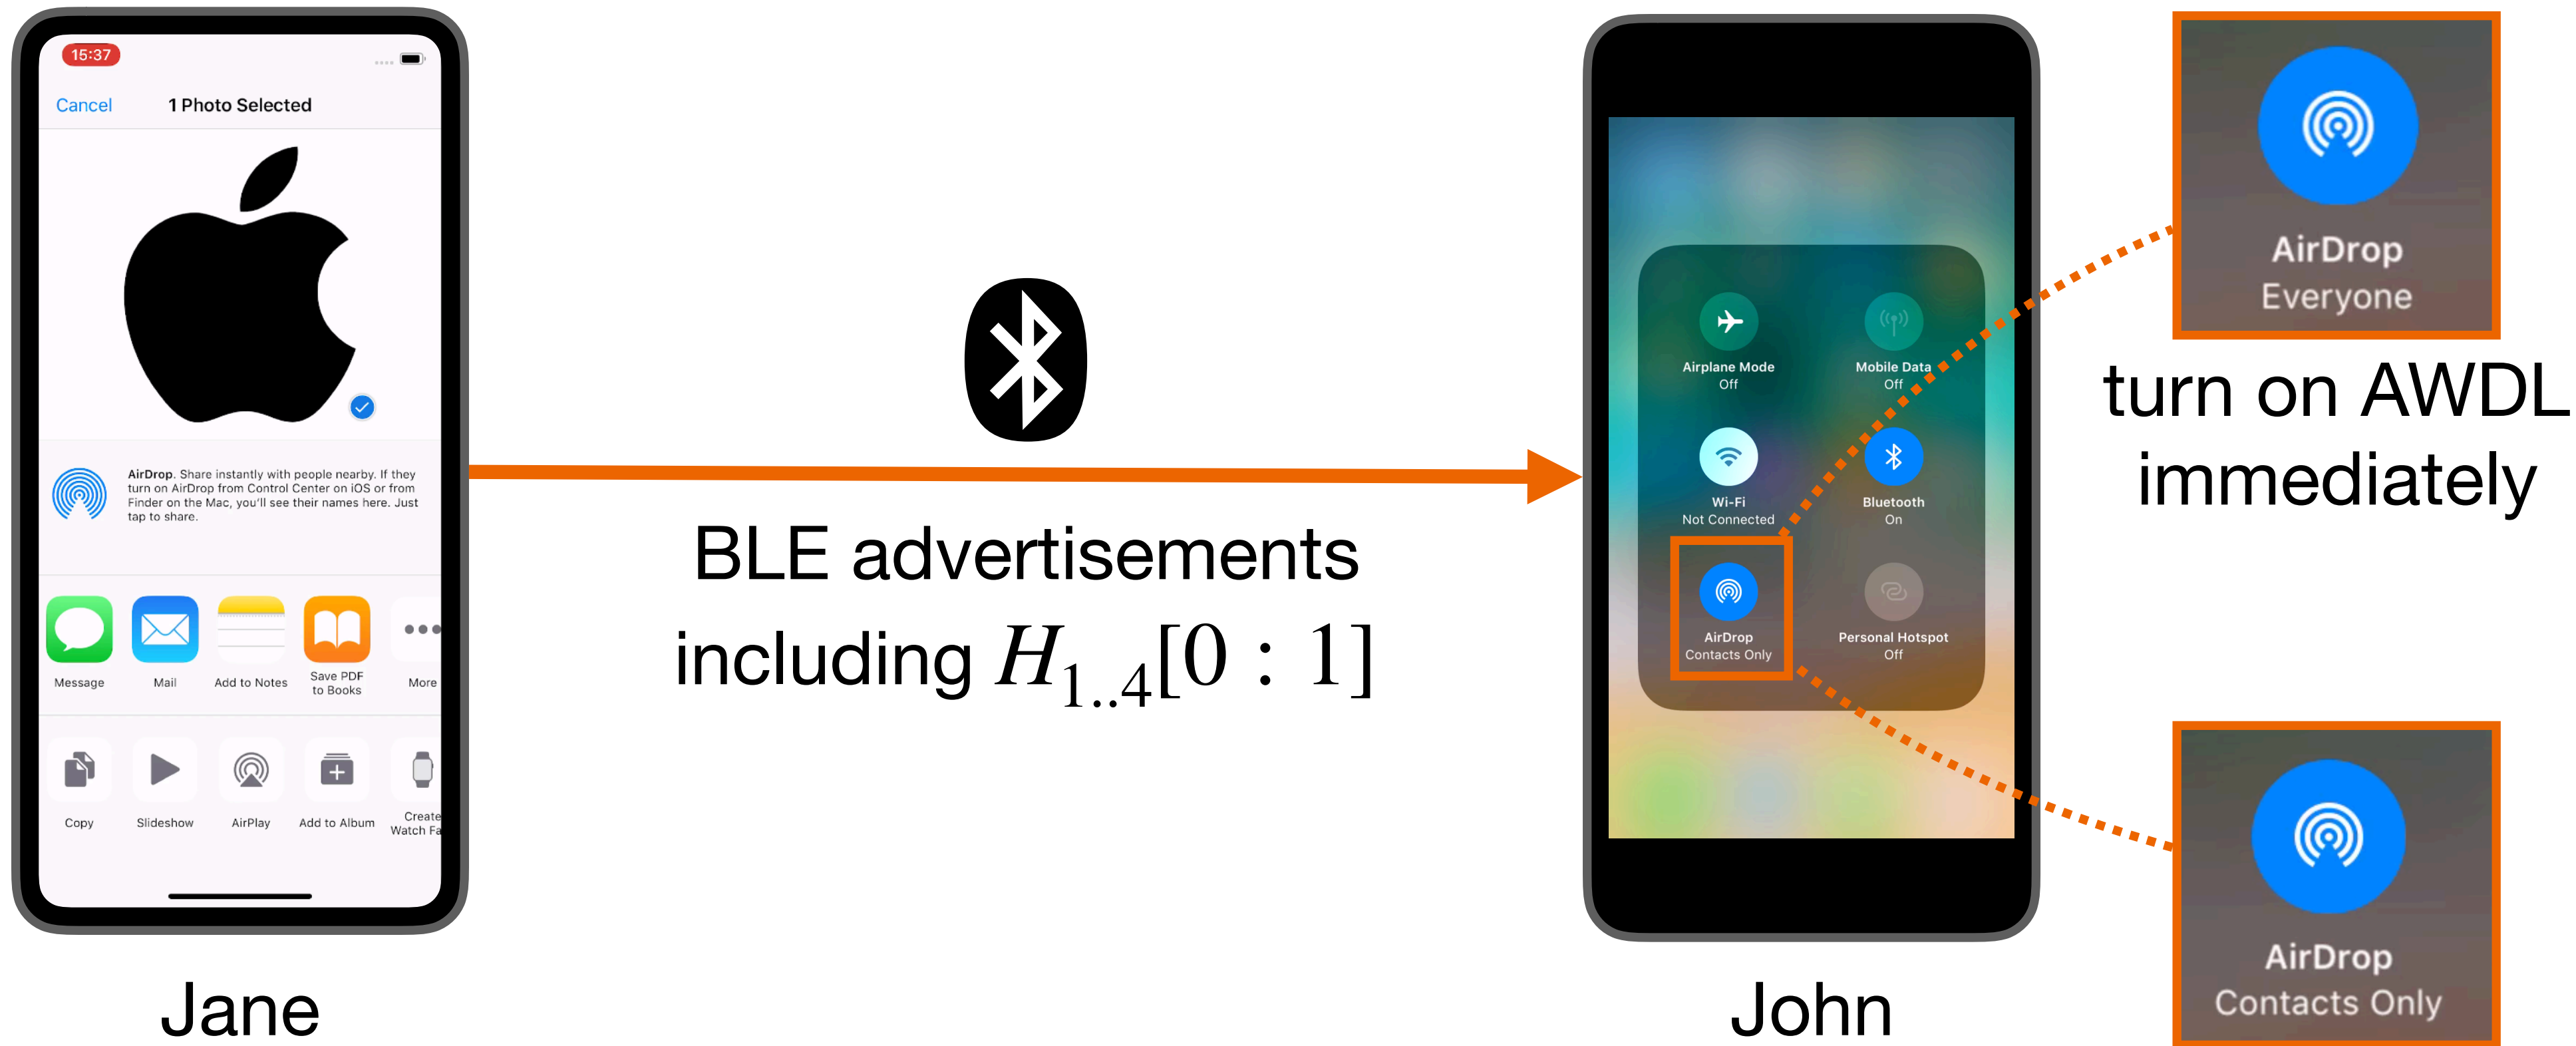 15:37
Cancel
1 Photo Selected
AirDrop. Share instantly with people nearby. If they
turn on AirDrop from Control Center on iOS or from
Finder on the Mac, you'll see their names here. Just
tap to share.
Message
Mail
Add to Notes
Save PDF
to Books
More
Copy
Slideshow
AirPlay
Add to Album
Create
Watch Fa
Jane
BLE advertisements
including H₁..₄[0 : 1]
Airplane Mode
Off
Mobile Data
Off
Wi-Fi
Not Connected
Bluetooth
On
AirDrop
Contacts Only
Personal Hotspot
Off
John
AirDrop
Everyone
turn on AWDL
immediately
AirDrop
Contacts Only